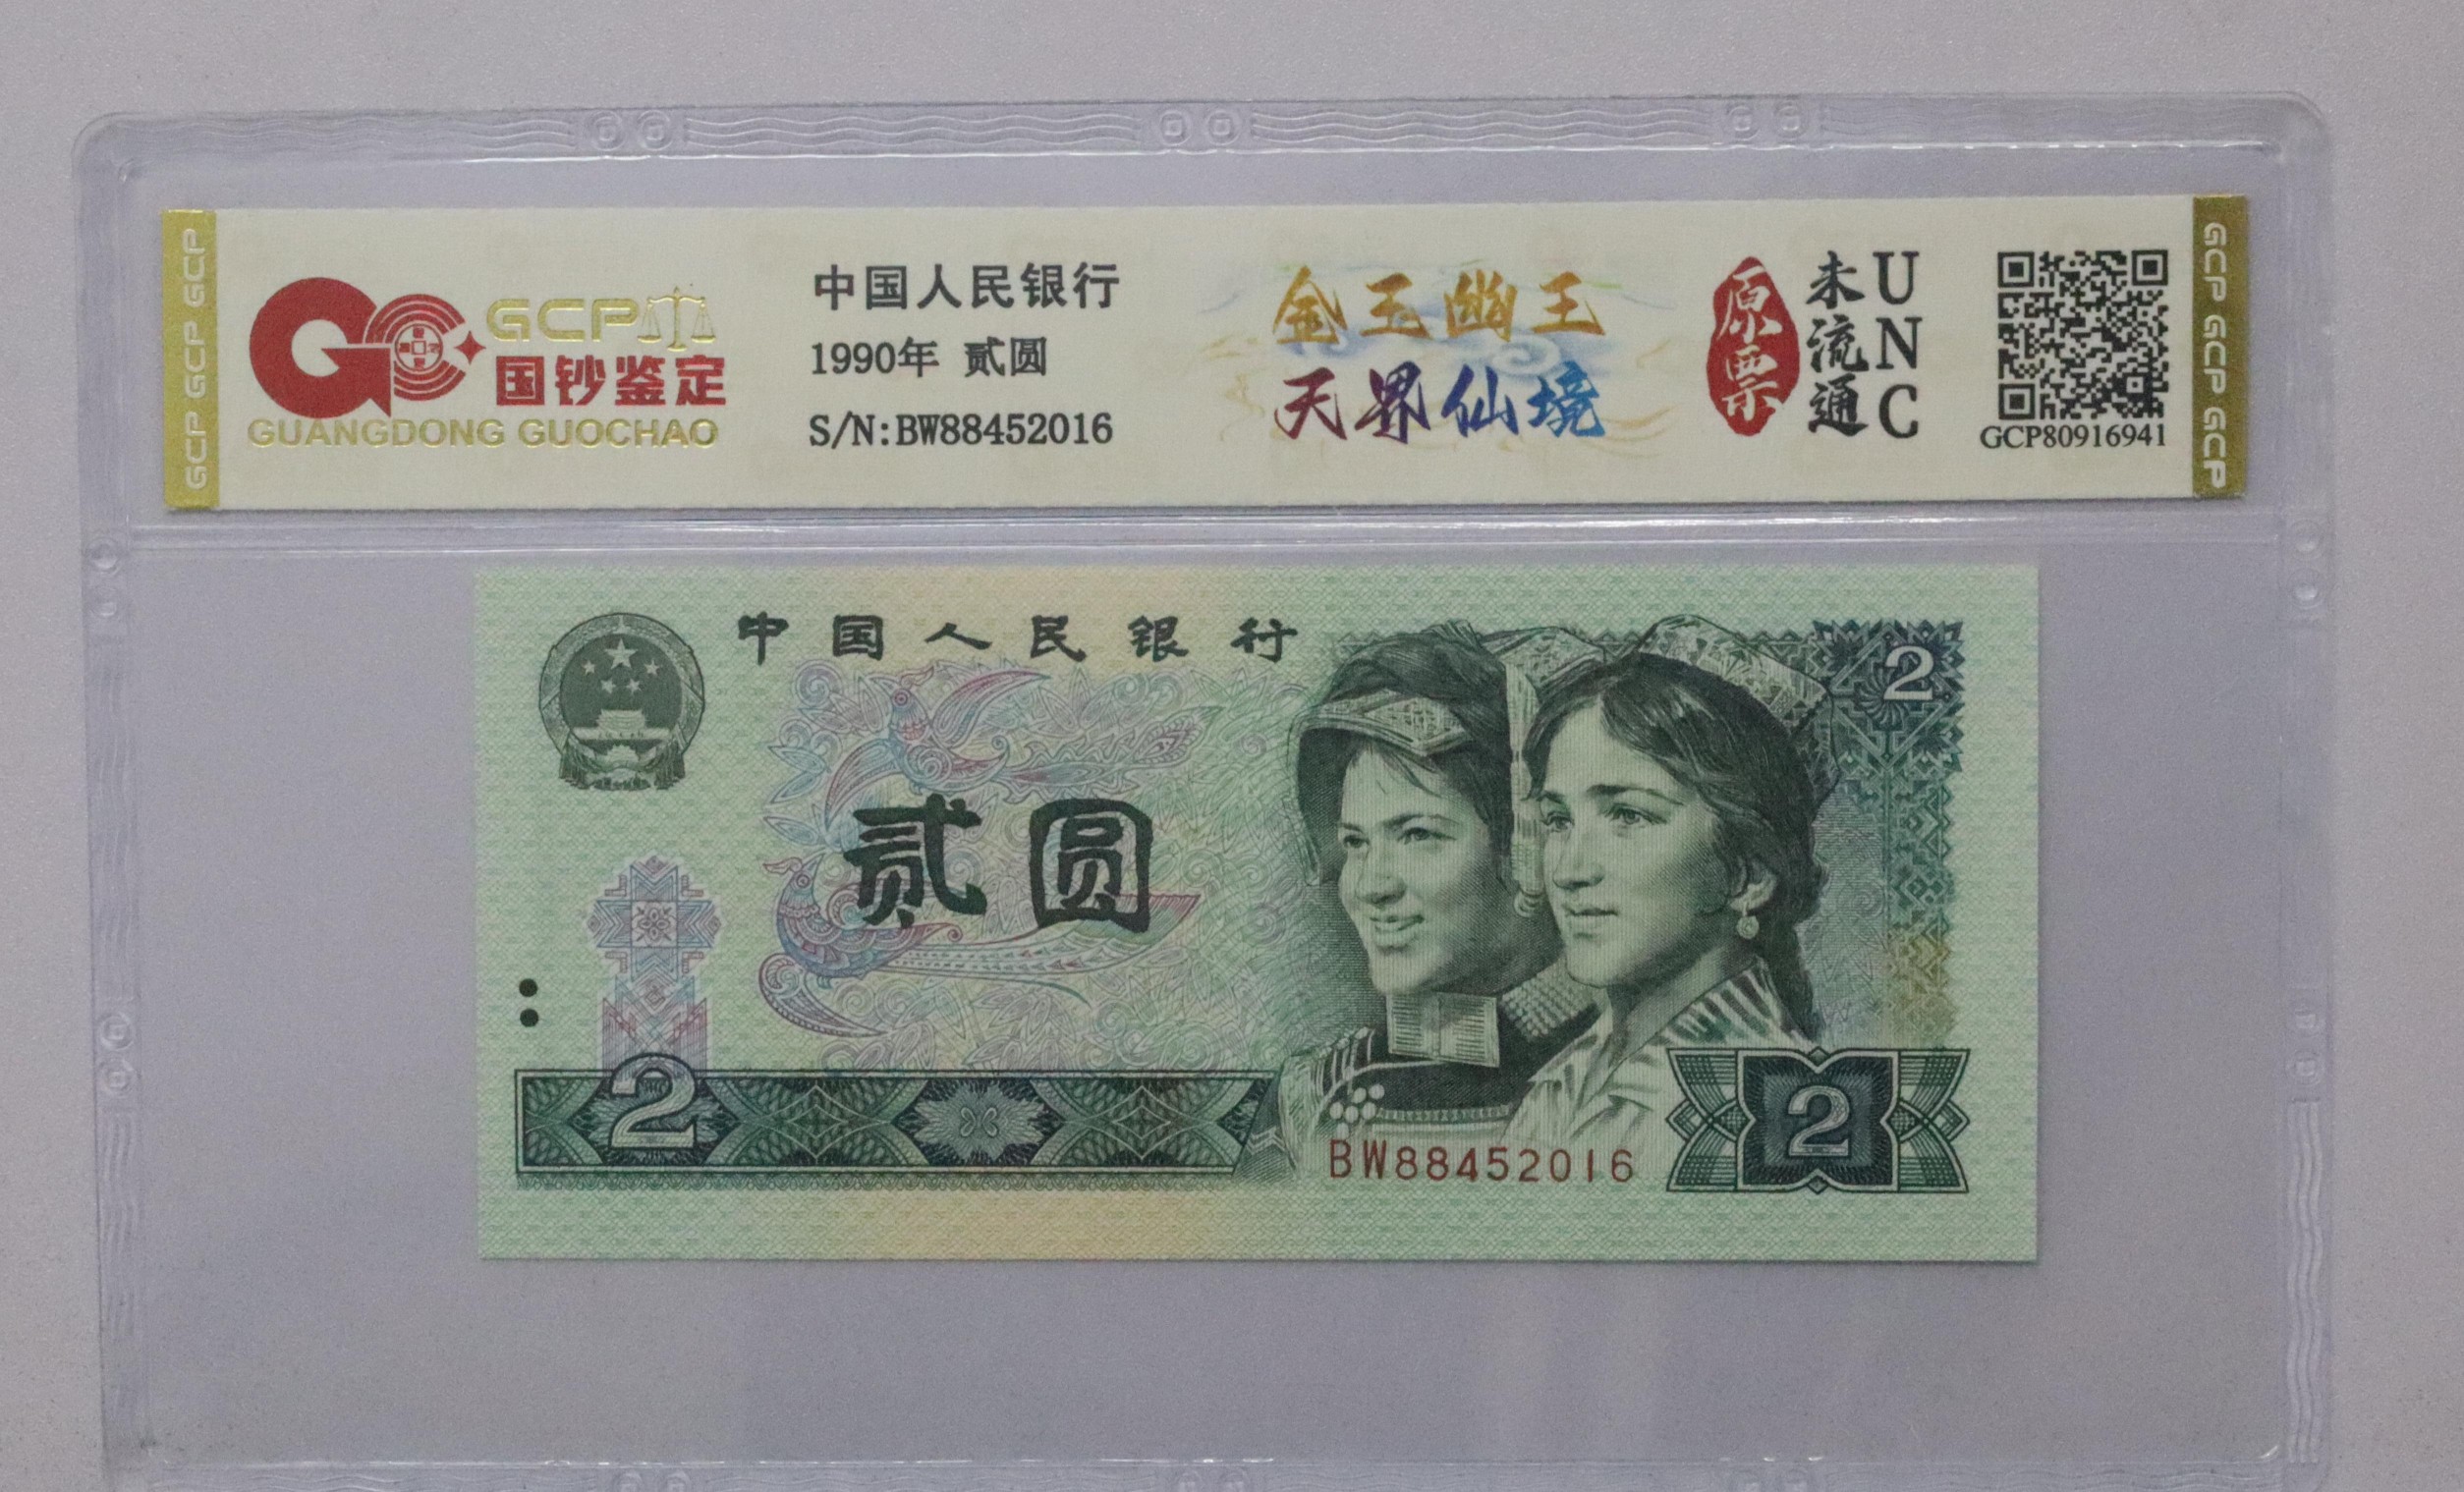 GCP GCP GCP
GCP
国钞鉴定
GUANGDONG GUOCHAO
中国人民银行
1990年 贰圆
S/N:BW88452016
金玉幽王
天界仙境
原票
未流通
UNC
GCP80916941
GCP GCP GCP
中国人民银行
2
贰圆
2
BW88452016
2